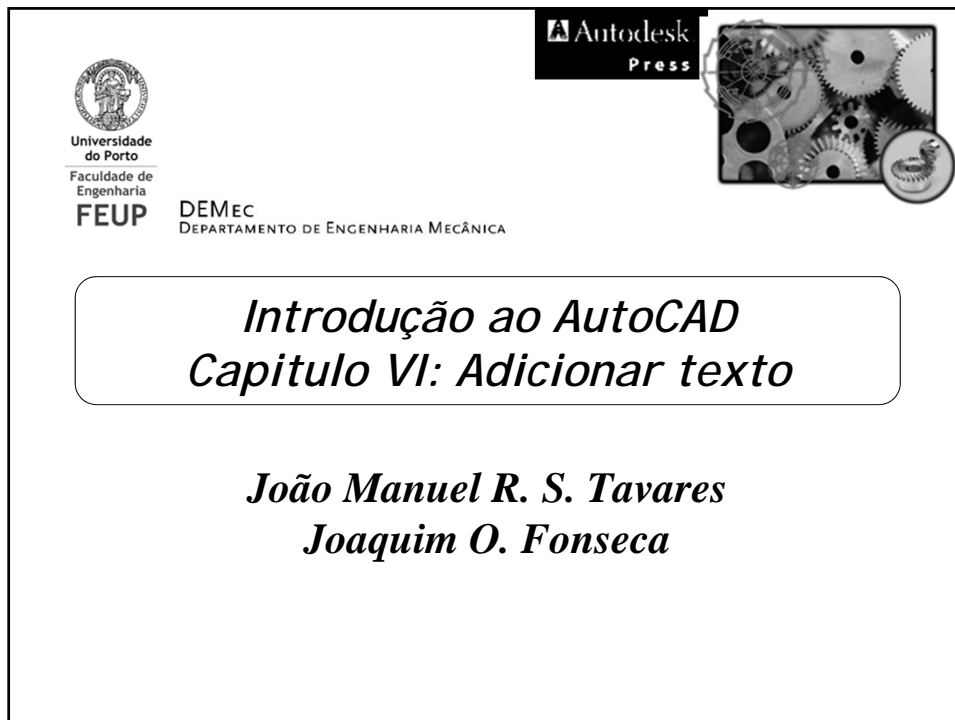 Autodesk
Press
Universidade
do Porto
Faculdade de
Engenharia
FEUP
DEMEC
DEPARTAMENTO DE ENGENHARIA MECÂNICA
Introdução ao AutoCAD
Capitulo VI: Adicionar texto
João Manuel R. S. Tavares
Joaquim O. Fonseca